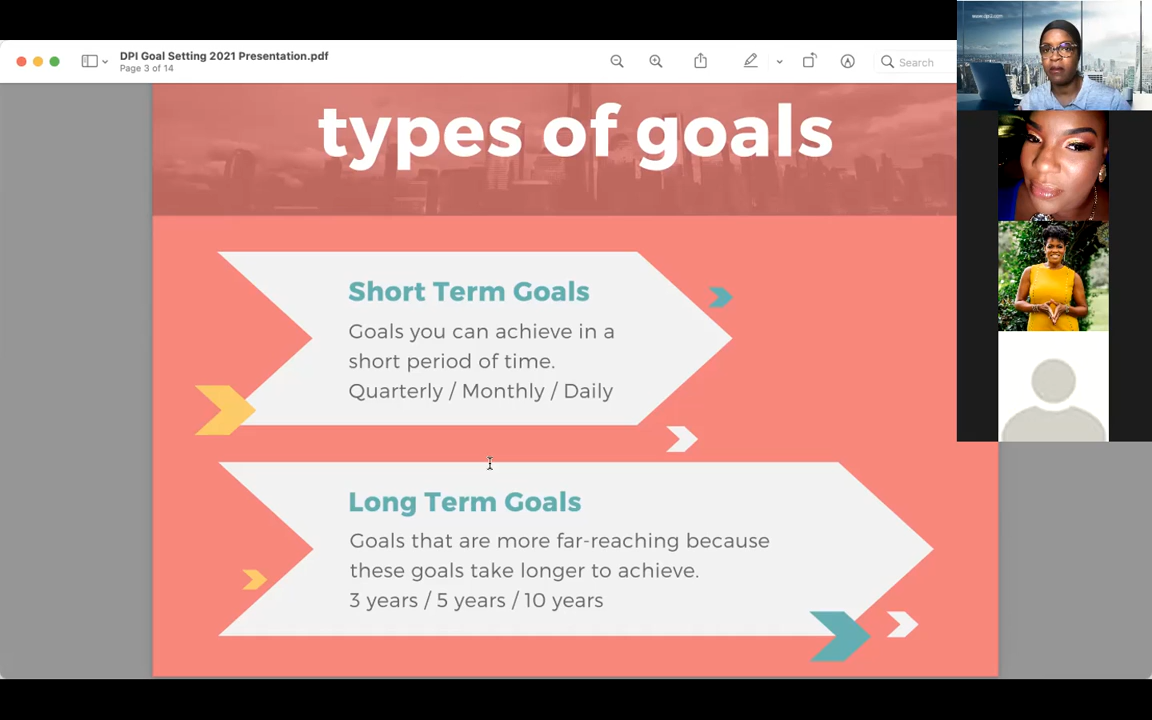 DPI Goal Setting 2021 Presentation.pdf
Page 3 of 14
Search
types of goals
Short Term Goals
Goals you can achieve in a
short period of time.
Quarterly / Monthly / Daily
Long Term Goals
Goals that are more far-reaching because
these goals take longer to achieve.
3 years / 5 years / 10 years